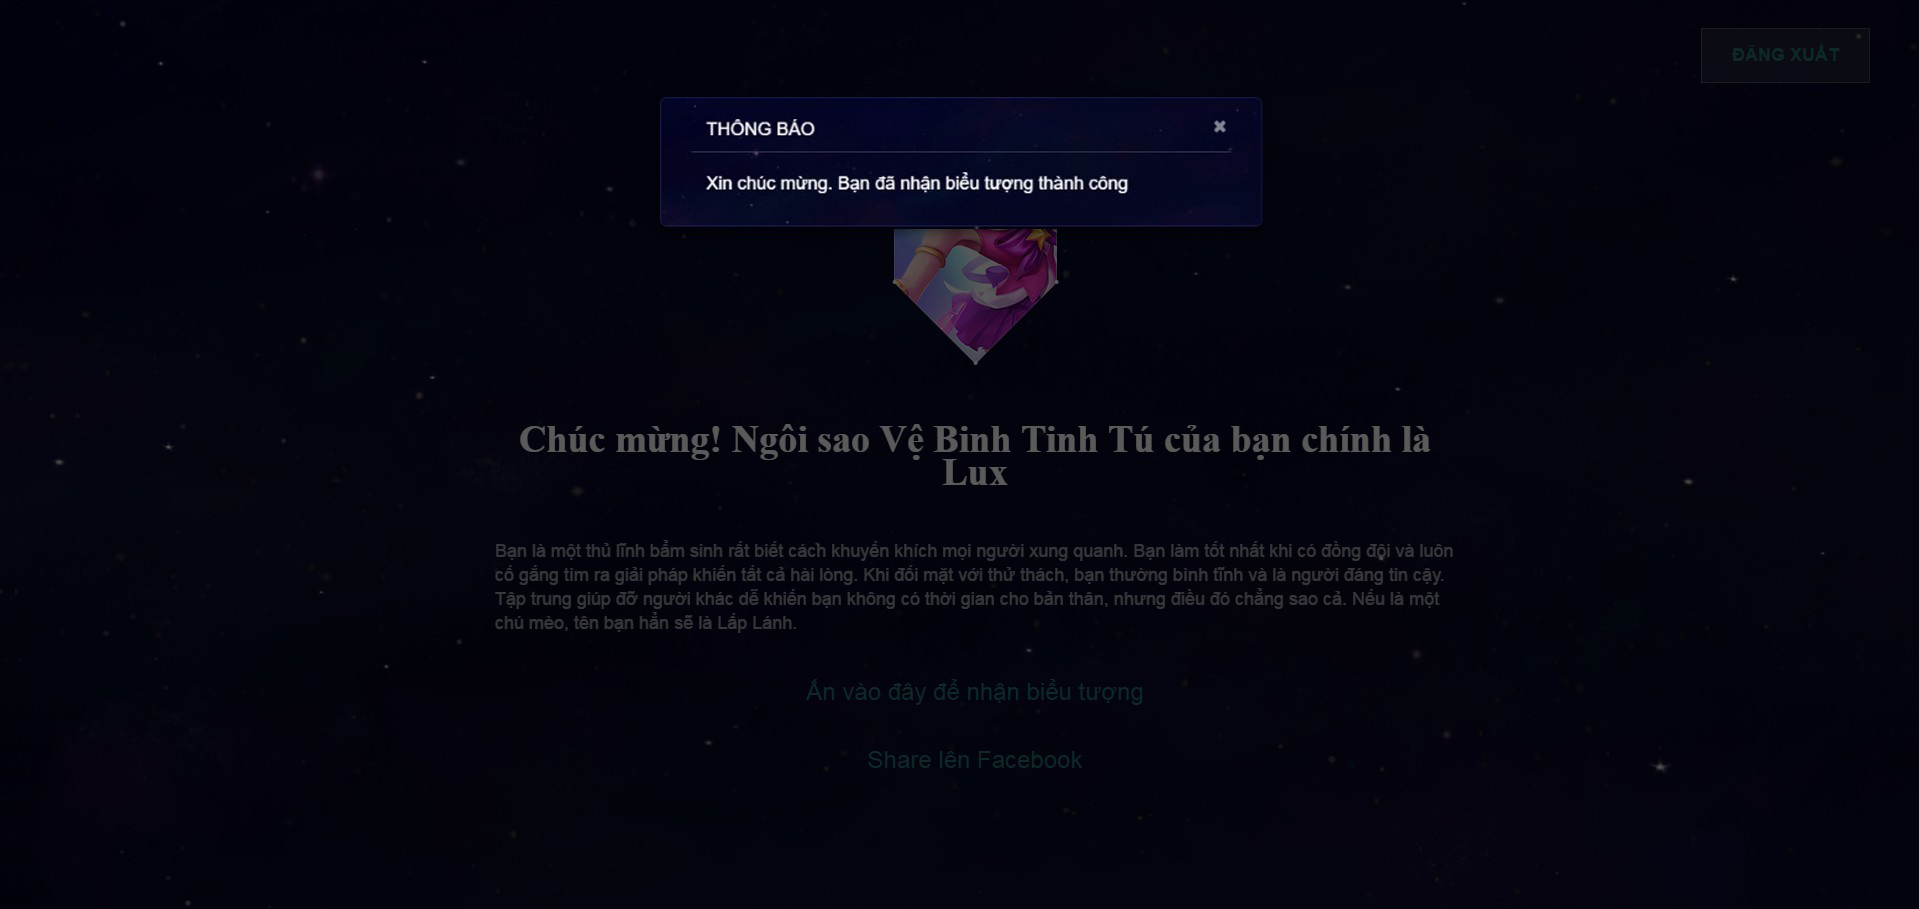 ĐĂNG XUẤT
THÔNG BÁO
Xin chúc mừng. Bạn đã nhận biểu tượng thành công
Chúc mừng! Ngôi sao Vệ Binh Tinh Tú của bạn chính là
Lux
Bạn là một thủ lĩnh bẩm sinh rất biết cách khuyến khích mọi người xung quanh. Bạn làm tốt nhất khi có đồng đội và luôn
cố gắng tìm ra giải pháp khiến tất cả hài lòng. Khi đối mặt với thử thách, bạn thường bình tĩnh và là người đáng tin cậy.
Tập trung giúp đỡ người khác dễ khiến bạn không có thời gian cho bản thân, nhưng điều đó chẳng sao cả. Nếu là một
chú mèo, tên bạn hẳn sẽ là Lấp Lánh.
Ấn vào đây để nhận biểu tượng
Share lên Facebook